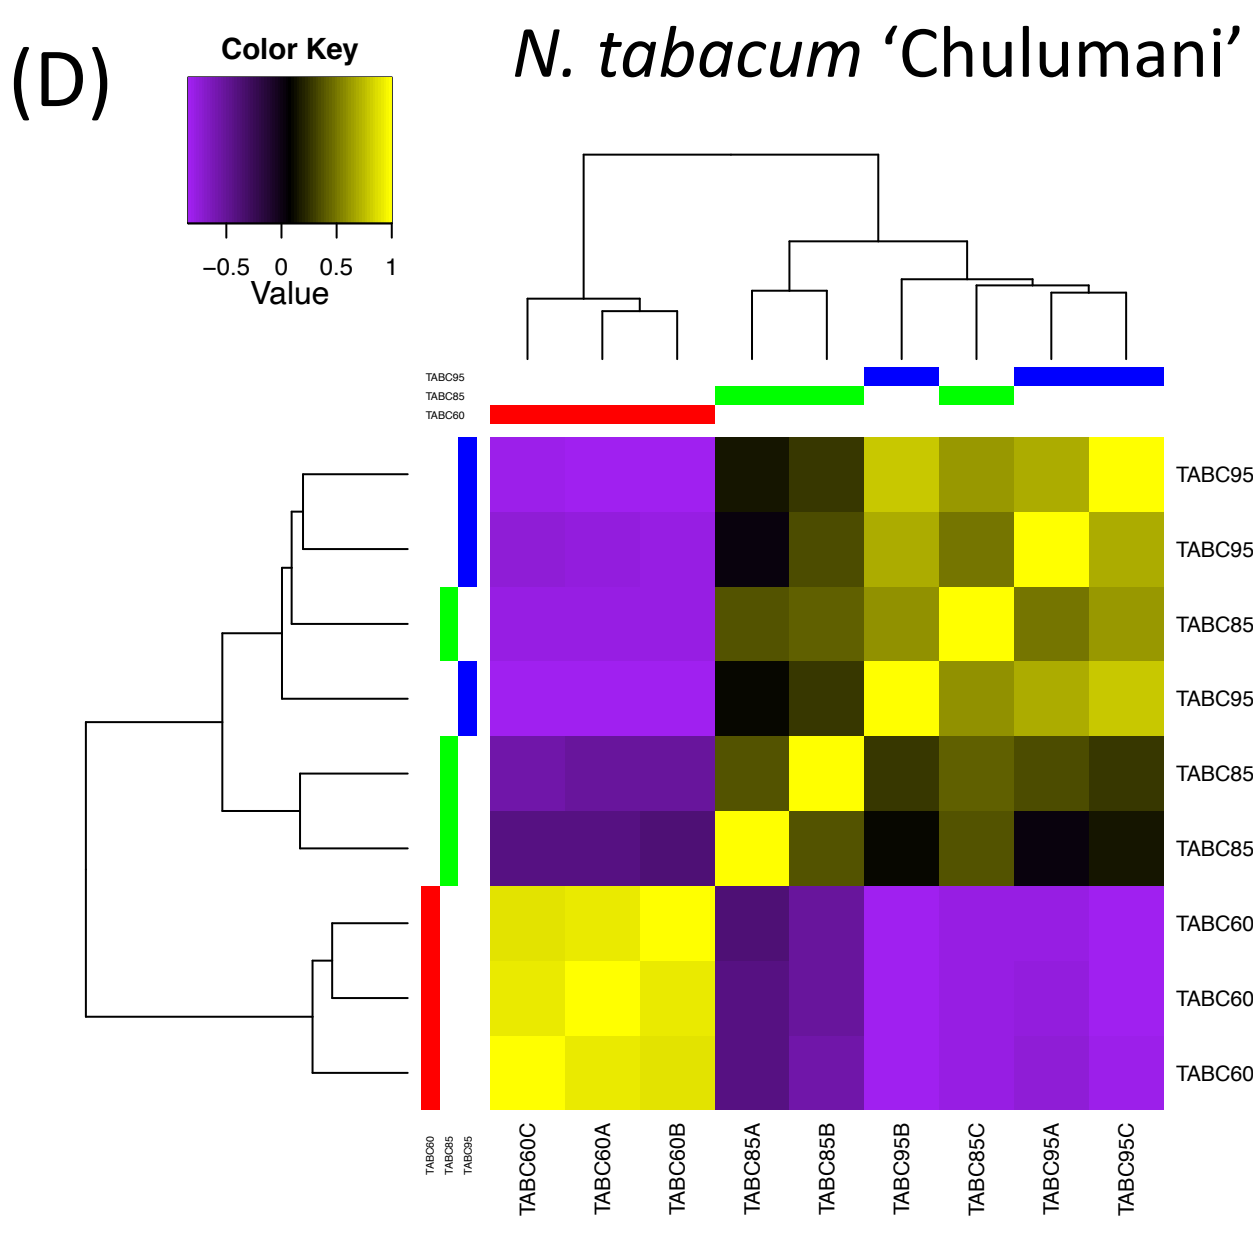 (D)
Color Key
N. tabacum ‘Chulumani’
−0.5 0 0.5 1
Value
TABC95
TABC85
TABC60
TABC95
TABC95
TABC85
TABC95
TABC85
TABC85
TABC60
TABC60
TABC60
TABC60
TABC85
TABC95
TABC60C
TABC60A
TABC60B
TABC85A
TABC85B
TABC95B
TABC85C
TABC95A
TABC95C